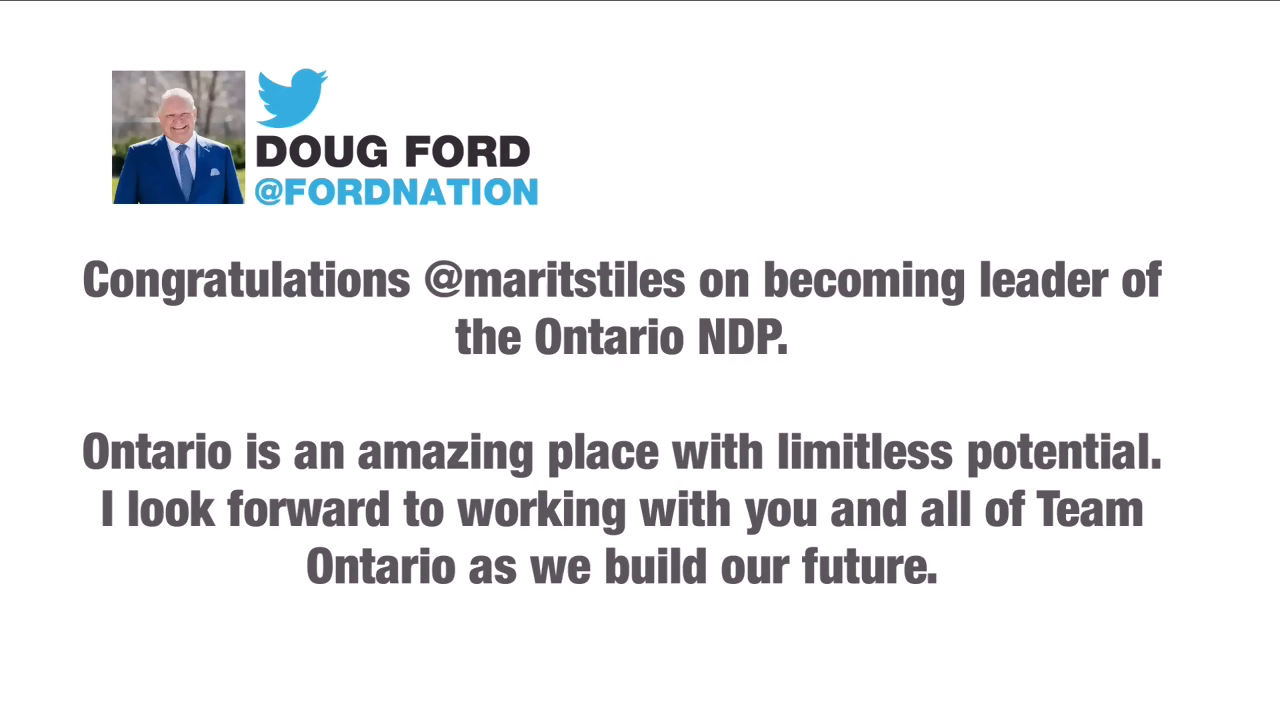 DOUG FORD
@FORDNATION
Congratulations @maritstiles on becoming leader of
the Ontario NDP.
Ontario is an amazing place with limitless potential.
I look forward to working with you and all of Team
Ontario as we build our future.